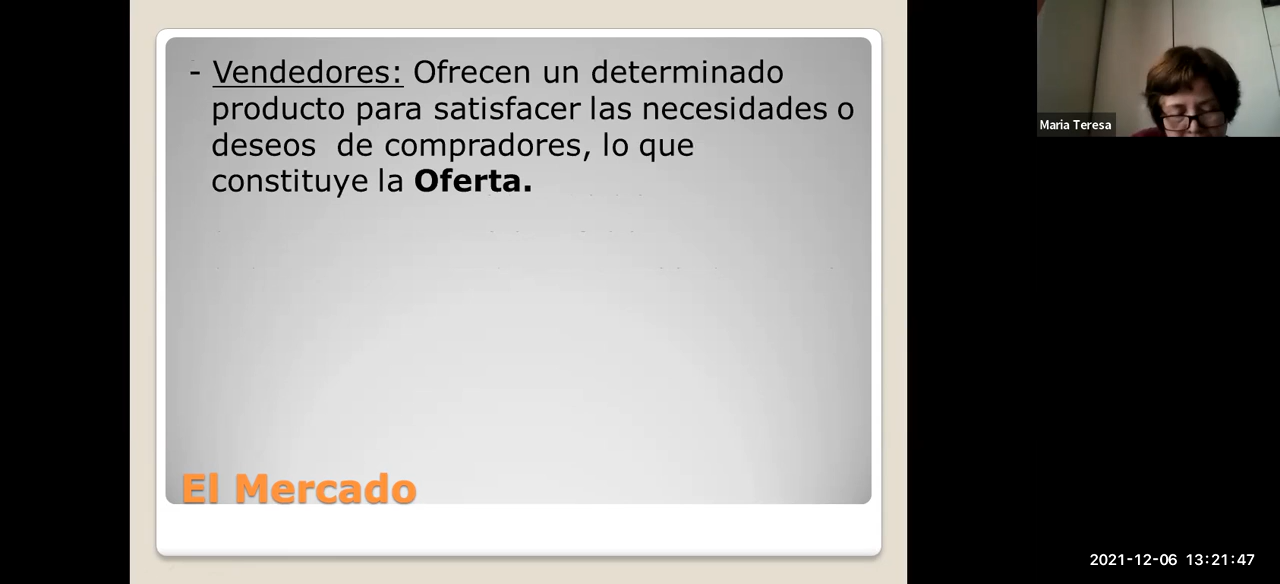 - Vendedores: Ofrecen un determinado
producto para satisfacer las necesidades o
deseos  de compradores, lo que
constituye la Oferta.
El Mercado
Maria Teresa
2021-12-06 13:21:47